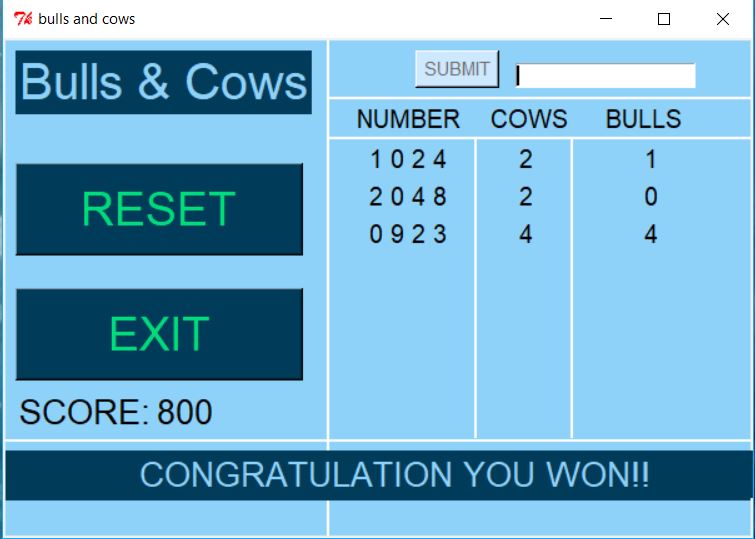 bulls and cows
Bulls & Cows
RESET
EXIT
SCORE: 800
SUBMIT
NUMBER COWS BULLS
1 0 2 4 2 1
2 0 4 8 2 0
0 9 2 3 4 4
CONGRATULATION YOU WON!!